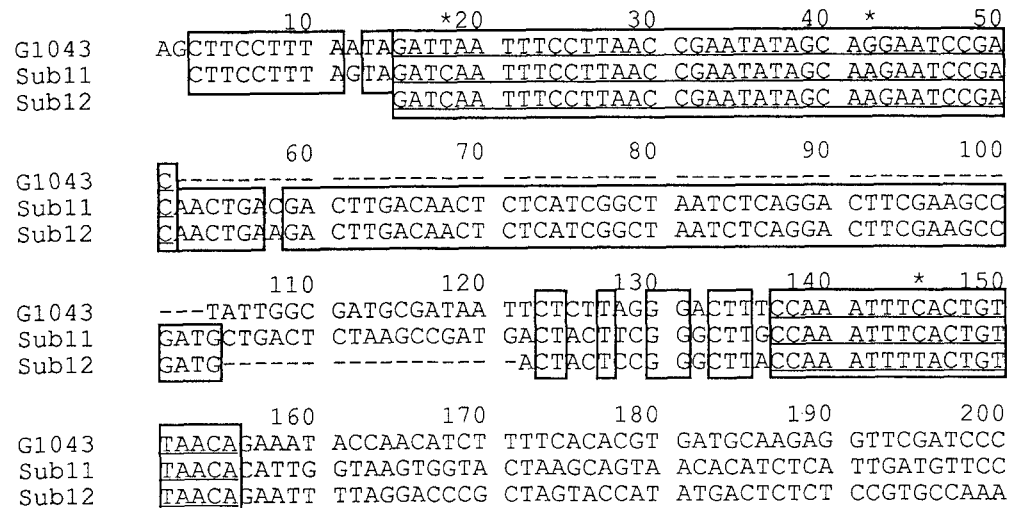 10 *20 30 40 * 50
G1043 AGCTTCCTTT AATAGATTAA TTTCCTTAAC CGAATATAGC AGGAATCCGA
Sub11 CTTCCTTT AGTAGATCAA TTTCCTTAAC CGAATATAGC AAGAATCCGA
Sub12 GATCAA TTTCCTTAAC CGAATATAGC AAGAATCCGA
60 70 80 90 100
G1043 C--------- ---------- ---------- ---------- ----------
Sub11 CAACTGACGA CTTGACAACT CTCATCGGCT AATCTCAGGA CTTCGAAGCC
Sub12 CAACTGAAGA CTTGACAACT CTCATCGGCT AATCTCAGGA CTTCGAAGCC
110 120 130 140 * 150
G1043 ---TATTGGC GATGCGATAA TTCTCTTAGG GACTTTCCAA ATTTCACTGT
Sub11 GATGCTGACT CTAAGCCGAT GACTACTTCG GGCTTGCCAA ATTTCACTGT
Sub12 GATG------ ---------- -ACTACTCCG GGCTTACCAA ATTTTACTGT
160 170 180 190 200
G1043 TAACAGAAAT ACCAACATCT TTTCACACGT GATGCAAGAG GTTCGATCCC
Sub11 TAACACATTG GTAAGTGGTA CTAAGCAGTA ACACATCTCA TTGATGTTCC
Sub12 TAACAGAATT TTAGGACCCG CTAGTACCAT ATGACTCTCT CCGTGCCAAA